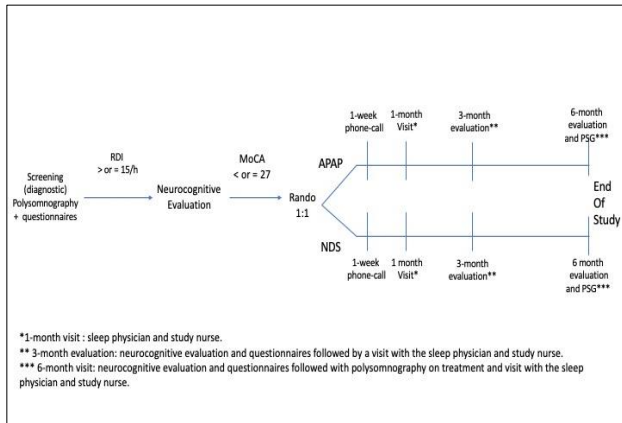 1-week
phone-call
1-month
Visit*
3-month
evaluation**
6-month
evaluation
and PSG***
RDI
> or = 15/h
MoCA
< or = 27
APAP
Screening
(diagnostic)
Polysomnography
+ questionnaires
Neurocognitive
Evaluation
Rando
1:1
End
Of
Study
NDS
1-week
phone-call
1 month
Visit*
3-month
evaluation**
6 month
evaluation
and PSG***
*1-month visit : sleep physician and study nurse.
** 3-month evaluation: neurocognitive evaluation and questionnaires followed by a visit with the sleep physician and study nurse.
*** 6-month visit: neurocognitive evaluation and questionnaires followed with polysomnography on treatment and visit with the sleep
physician and study nurse.